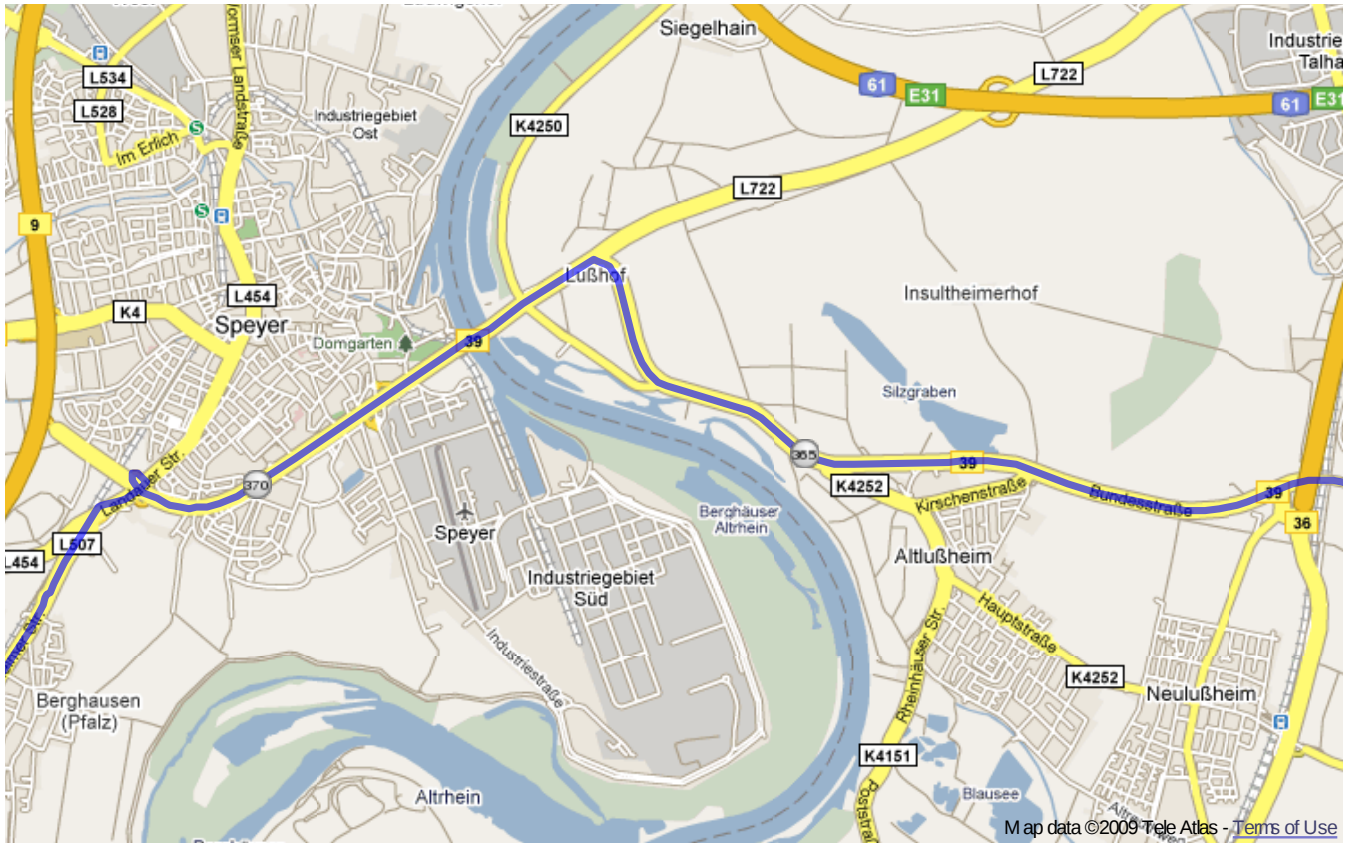 Siegelhain
Industrie
Talha
L534
L528
Wormser Landstraße
Industriegebiet
Ost
K4250
61
E31
L722
61
E31
Im Erlich
S
S
9
L722
Lußhof
Insultheimerhof
L454
K4
Speyer
Domgarten
39
Silzgraben
365
39
K4252
Kirschenstraße
Bundesstraße
39
36
Landauer Str.
370
L507
L454
Speyer
Berghäuser
Altrhein
Altlußheim
Industriegebiet
Süd
Hauptstraße
Industriestraße
Rheinhäuser Str.
K4252
Neulußheim
Berghausen
(Pfalz)
K4151
Altrhein
Blausee
Map data ©2009 Tele Atlas - Terms of Use